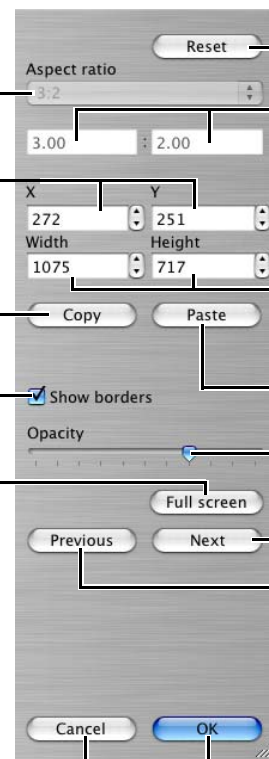 Reset
Aspect ratio
3:2
3.00 : 2.00
X Y
272 251
Width Height
1075 717
Copy Paste
Show borders
Opacity
Full screen
Previous Next
Cancel OK